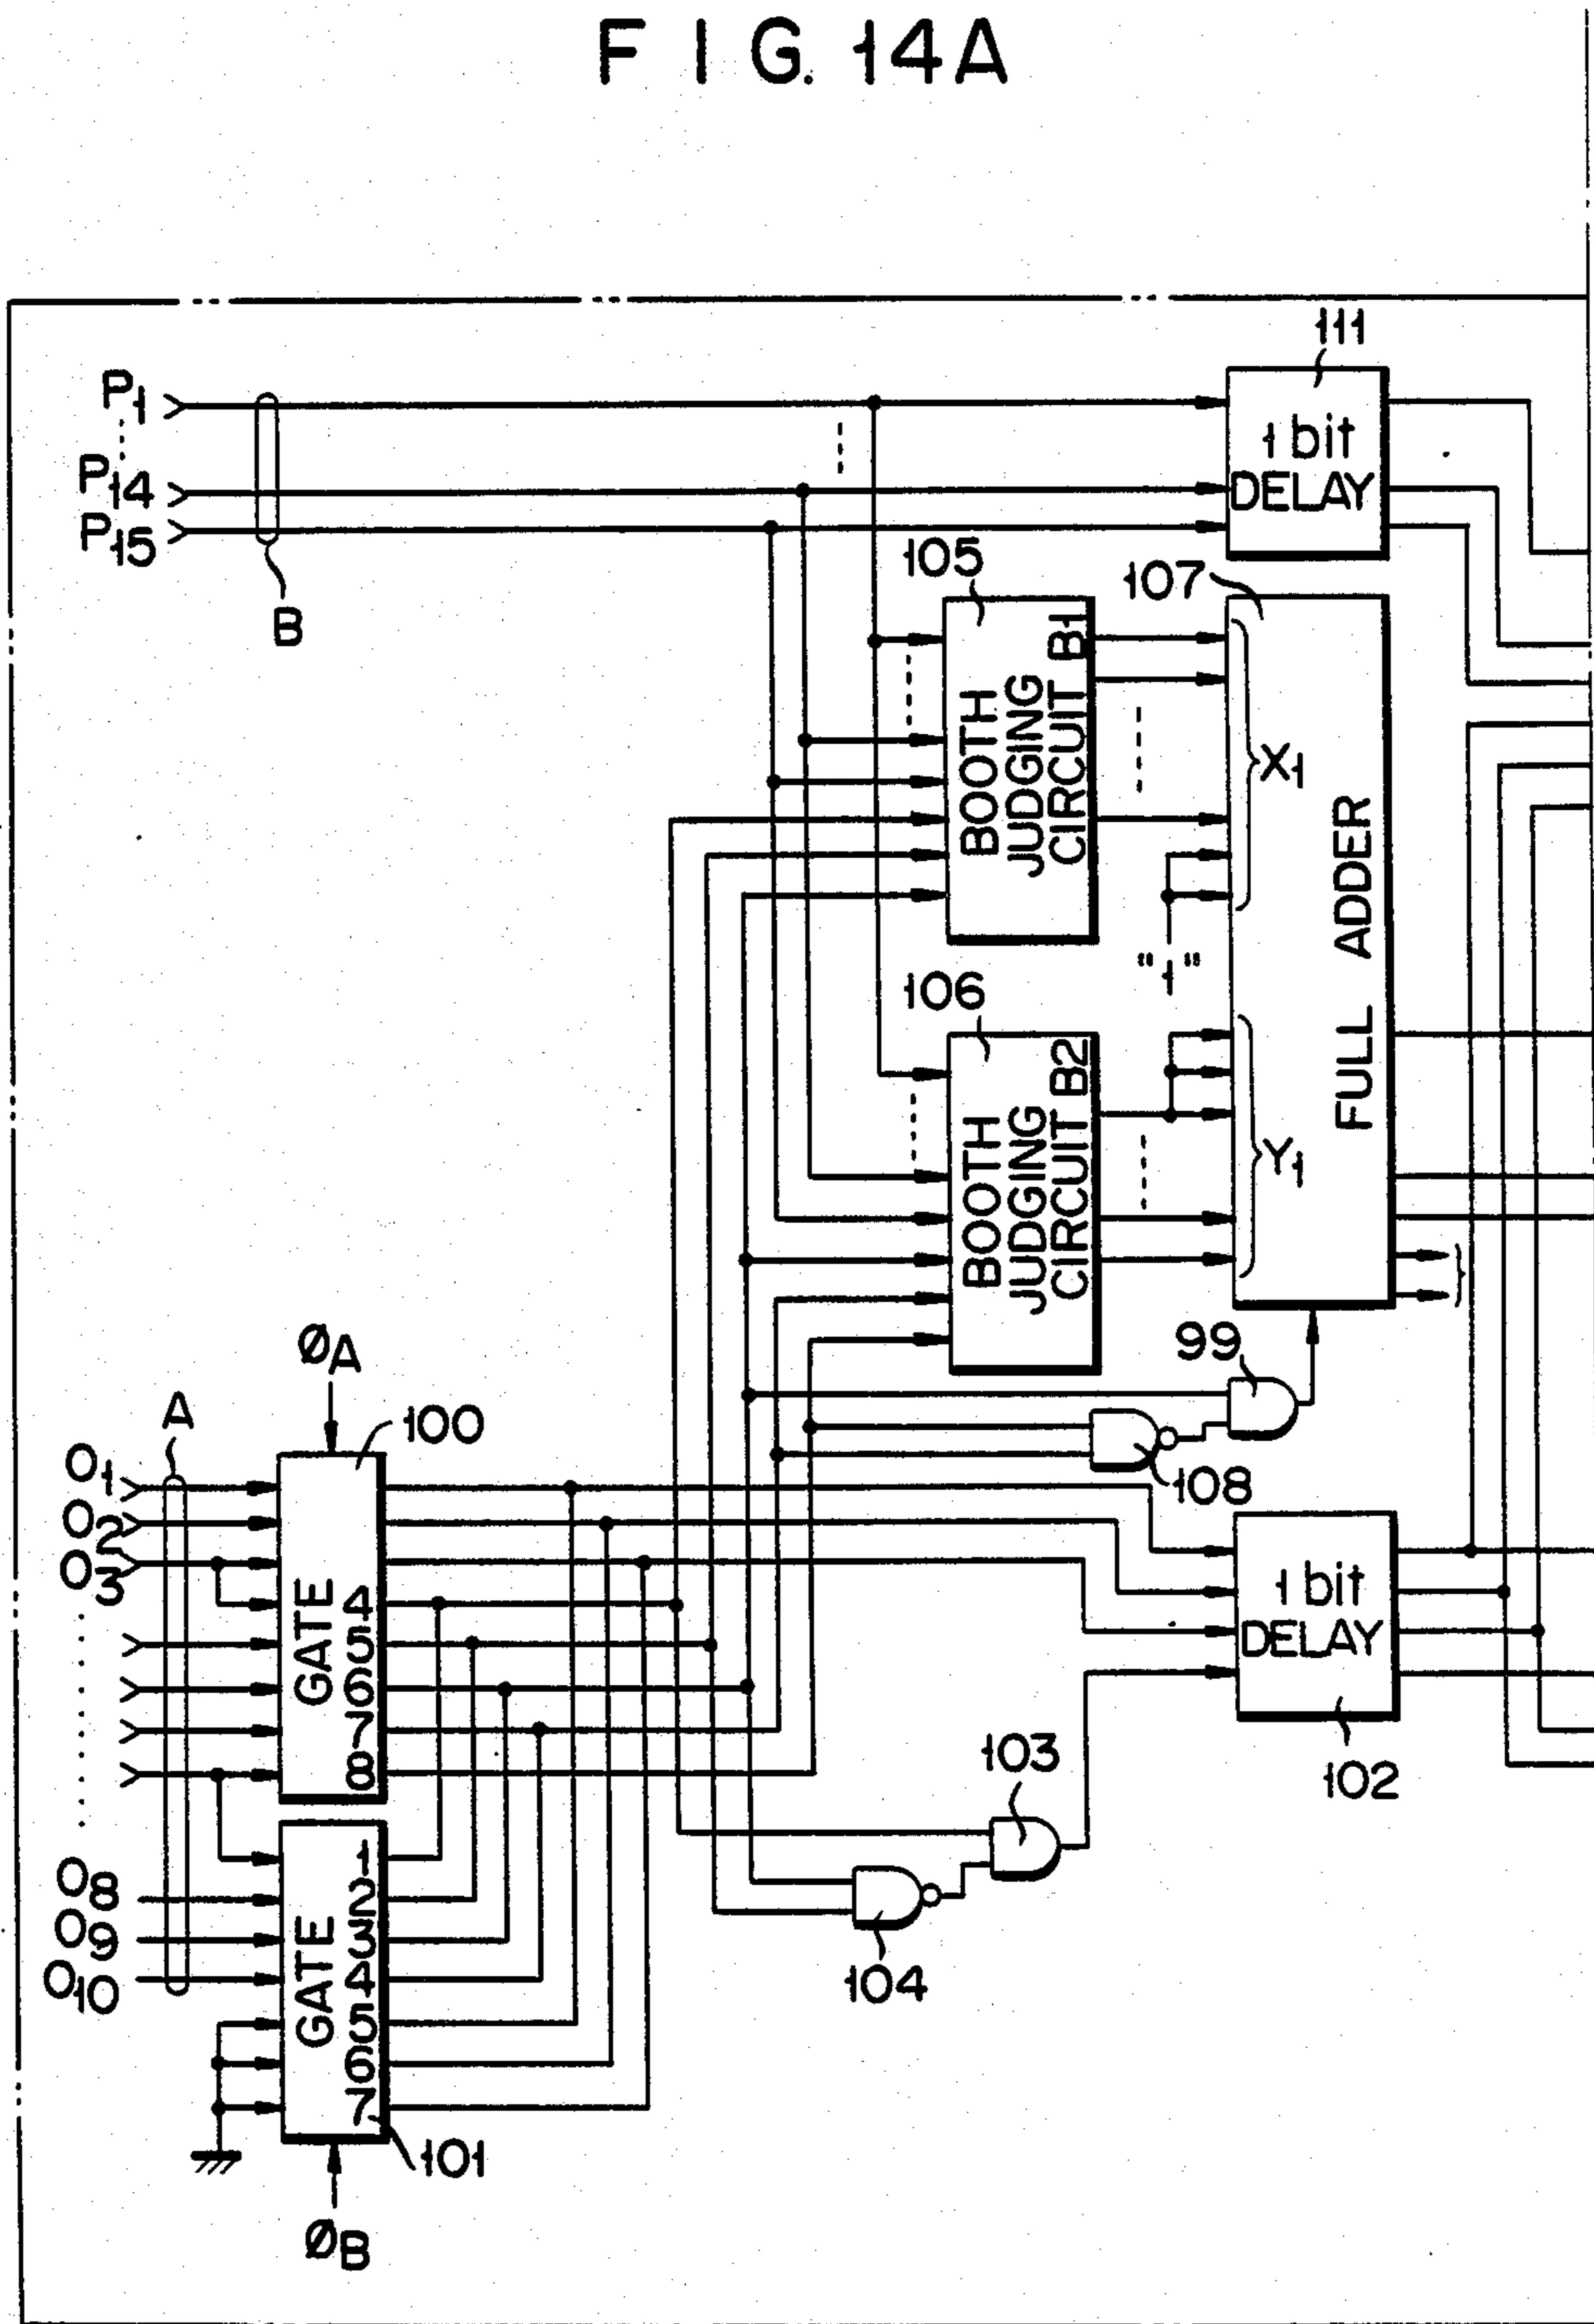 FIG. 14A
111
P1
P14
P15
B
1 bit
DELAY
105
107
BOOTH
JUDGING
CIRCUIT B1
X1
"1"
FULL ADDER
106
BOOTH
JUDGING
CIRCUIT B2
Y1
99
ØA
A
100
108
O1
O2
O3
GATE
4
5
6
7
8
1 bit
DELAY
102
103
104
O8
O9
O10
GATE
1
2
3
4
5
6
7
101
ØB